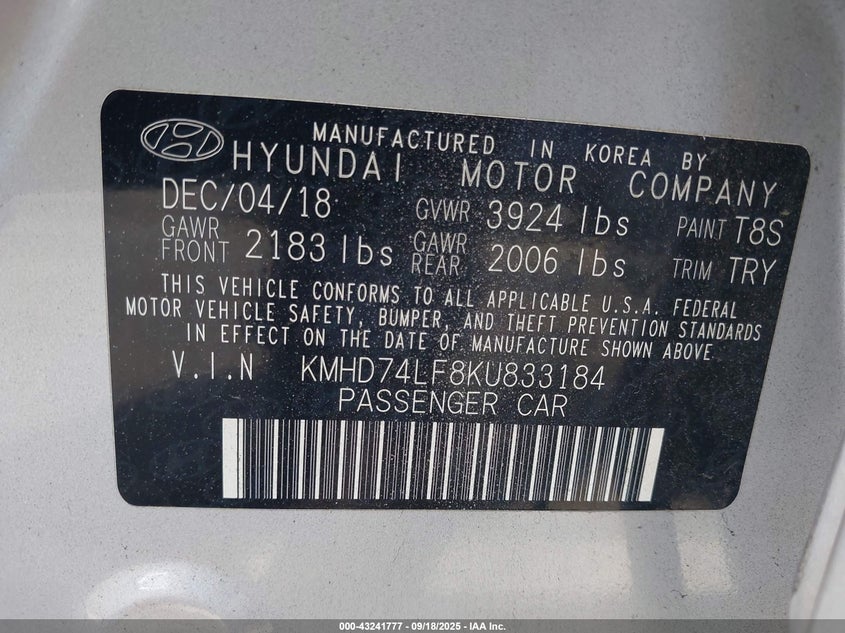 MANUFACTURED IN KOREA BY
HYUNDAI MOTOR COMPANY
DEC/04/18 GVWR 3924 lbs PAINT T8S
GAWR FRONT 2183 lbs GAWR REAR 2006 lbs TRIM TRY
THIS VEHICLE CONFORMS TO ALL APPLICABLE U.S.A. FEDERAL
MOTOR VEHICLE SAFETY, BUMPER, AND THEFT PREVENTION STANDARDS
IN EFFECT ON THE DATE OF MANUFACTURE SHOWN ABOVE.
V.I.N KMHD74LF8KU833184
PASSENGER CAR
000-43241777 - 09/18/2025 - IAA Inc.